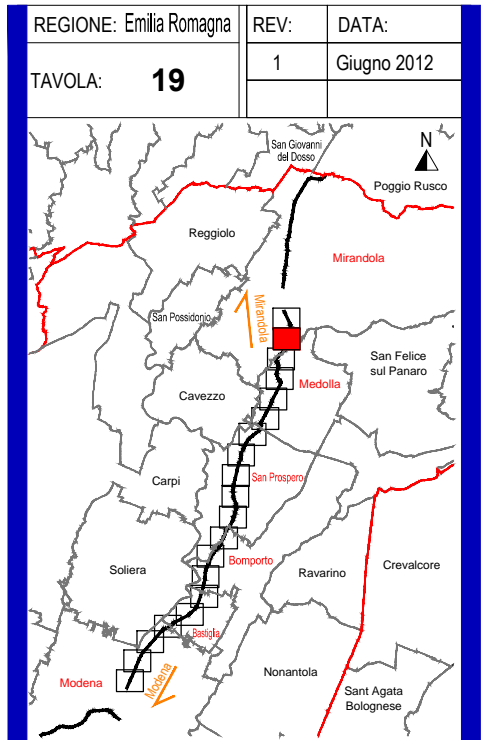 REGIONE: Emilia Romagna
REV:
DATA:
TAVOLA: 19
1
Giugno 2012
San Giovanni
del Dosso
N
Poggio Rusco
Reggiolo
Mirandola
Mirandola
San Possidonio
San Felice
sul Panaro
Medolla
Cavezzo
Carpi
San Prospero
Bomporto
Soliera
Ravarino
Crevalcore
Bastiglia
Nonantola
Modena
Modena
Sant Agata
Bolognese